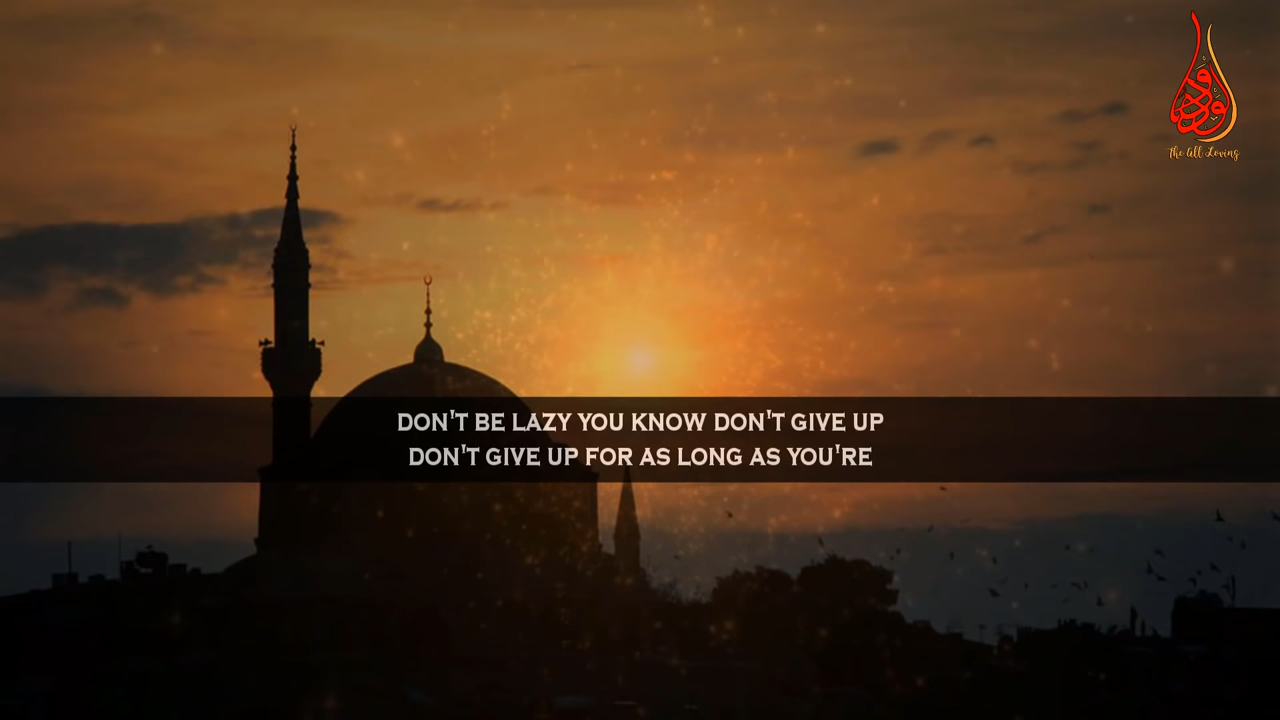 الودود
The All Loving
DON'T BE LAZY YOU KNOW DON'T GIVE UP
DON'T GIVE UP FOR AS LONG AS YOU'RE